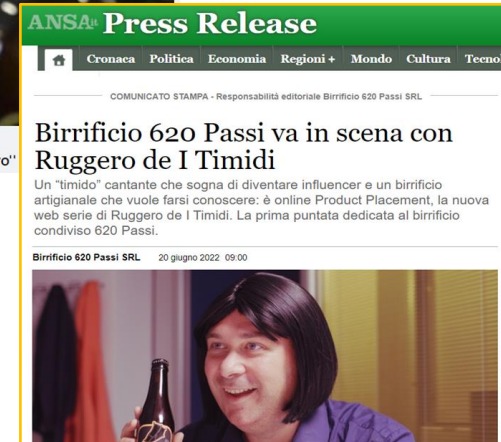 ANSA.it Press Release
Cronaca Politica Economia Regioni + Mondo Cultura Tecnol
COMUNICATO STAMPA - Responsabilità editoriale Birrificio 620 Passi SRL
Birrificio 620 Passi va in scena con
Ruggero de I Timidi
Un "timido" cantante che sogna di diventare influencer e un birrificio
artigianale che vuole farsi conoscere: è online Product Placement, la nuova
web serie di Ruggero de I Timidi. La prima puntata dedicata al birrificio
condiviso 620 Passi.
Birrificio 620 Passi SRL 20 giugno 2022 09:00
o"